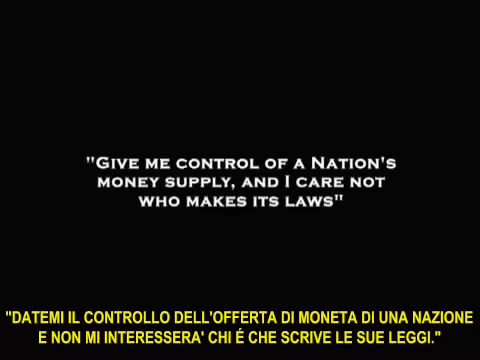 "Give me control of a Nation's
money supply, and I care not
who makes its laws"
"DATEMI IL CONTROLLO DELL'OFFERTA DI MONETA DI UNA NAZIONE
E NON MI INTERESSERA' CHI É CHE SCRIVE LE SUE LEGGI."